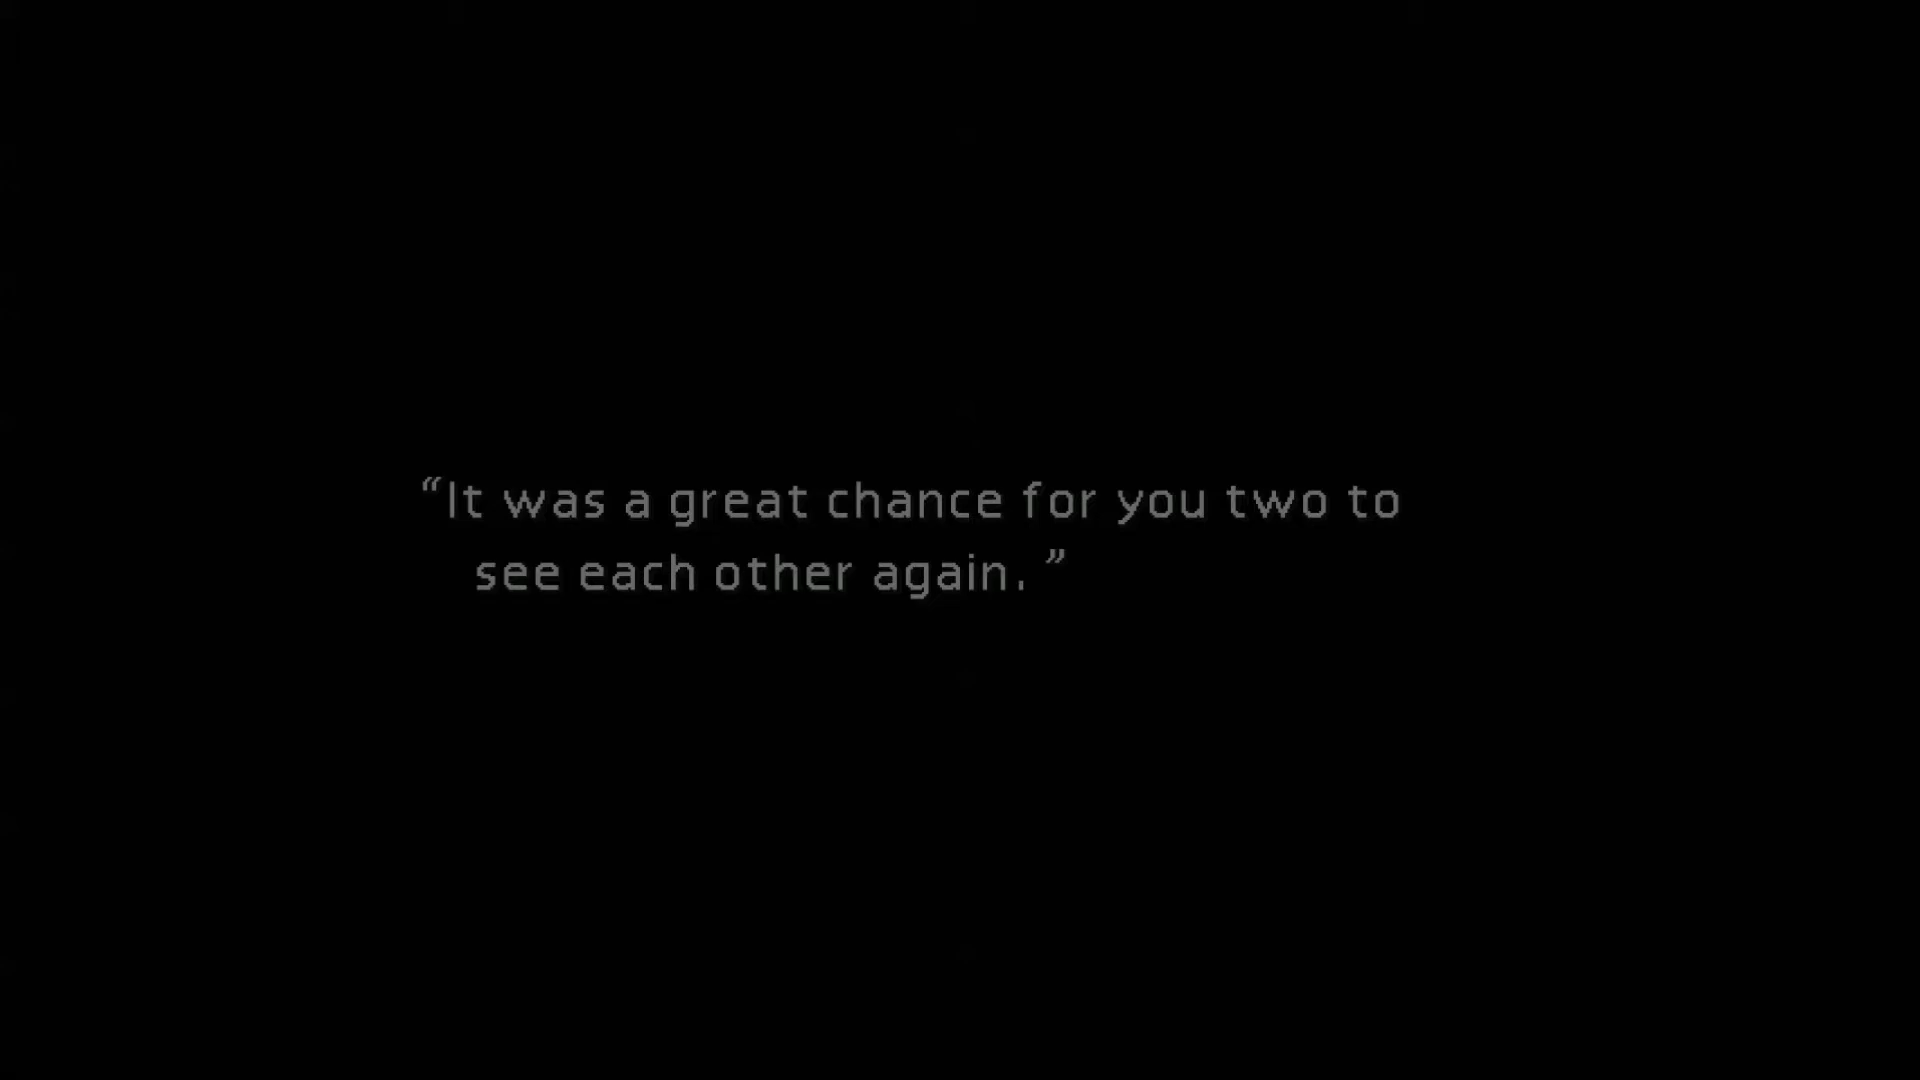 “It was a great chance for you two to
see each other again. ”